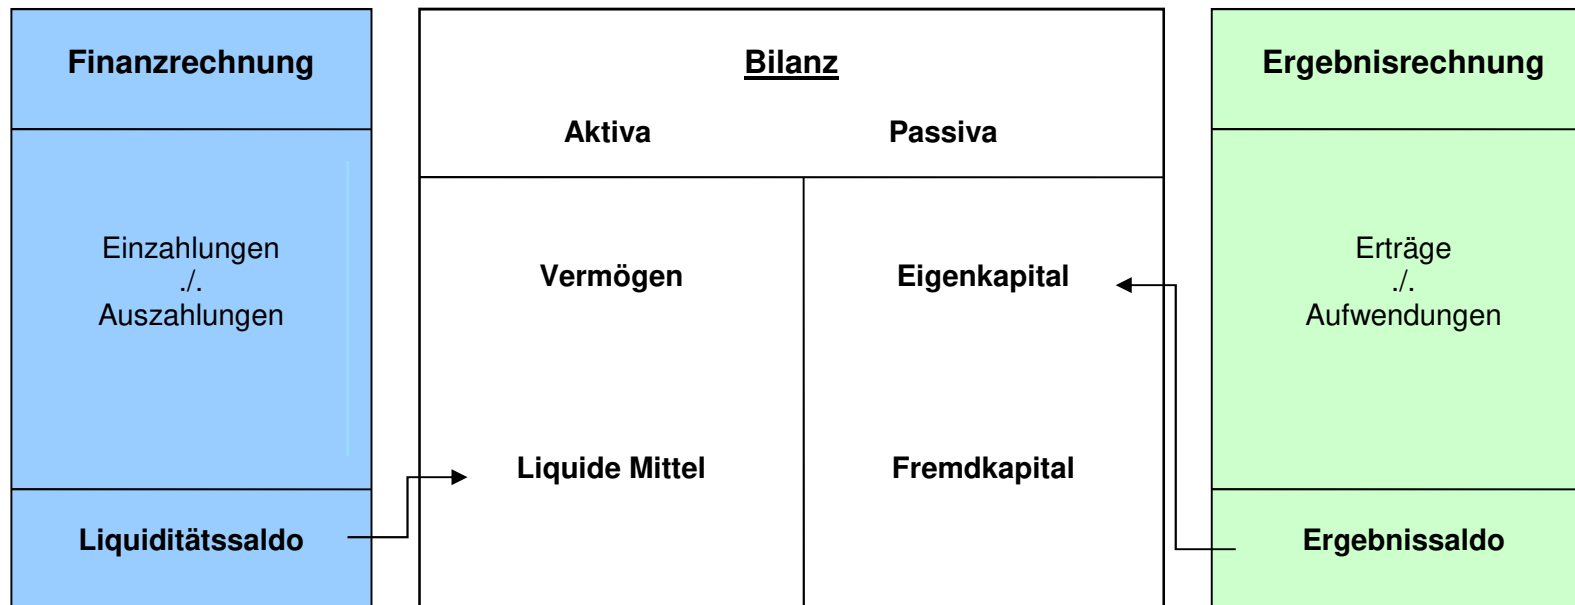 Finanzrechnung
Einzahlungen
./.
Auszahlungen
Liquiditätssaldo
Bilanz
Aktiva Passiva
Vermögen Eigenkapital
Liquide Mittel Fremdkapital
Ergebnisrechnung
Erträge
./.
Aufwendungen
Ergebnissaldo